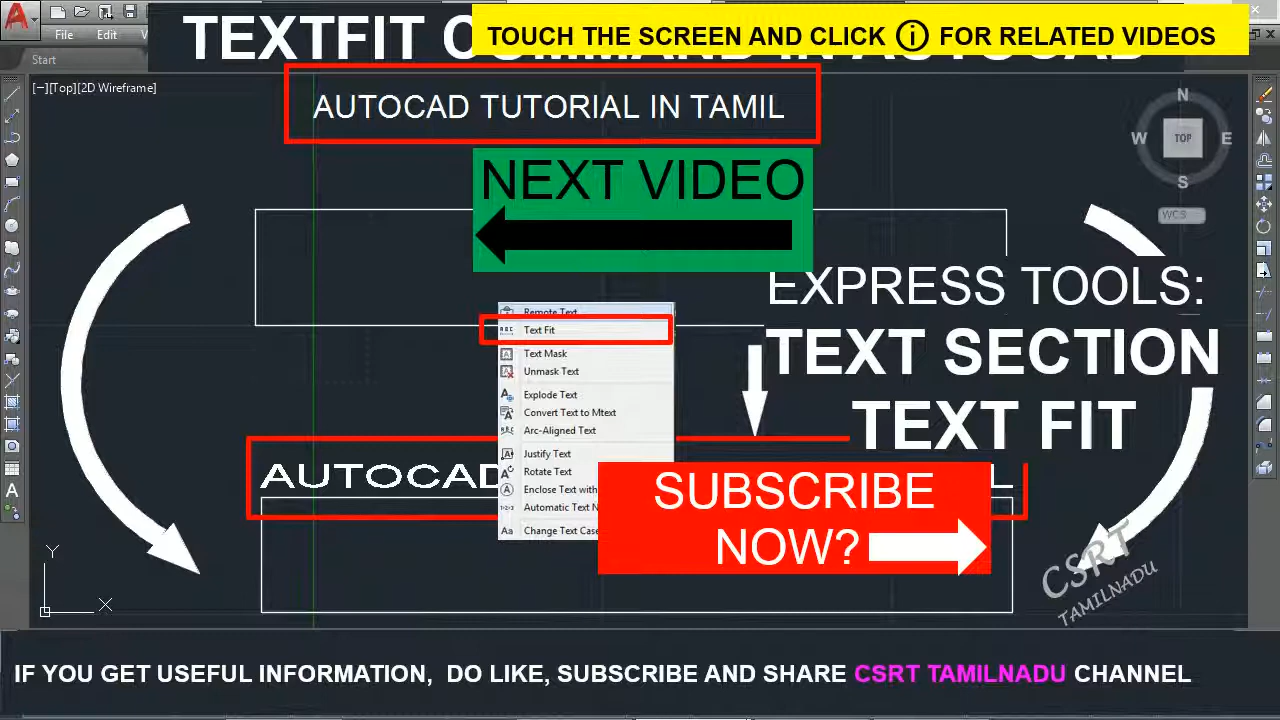 TEXTFIT COMMAND IN AUTOCAD
TOUCH THE SCREEN AND CLICK ⓘ FOR RELATED VIDEOS
File Edit
Start
[−][Top][2D Wireframe]
AUTOCAD TUTORIAL IN TAMIL
N
W TOP E
S
WCS
NEXT VIDEO
EXPRESS TOOLS:
TEXT SECTION
TEXT FIT
Remote Text
Text Fit
Text Mask
Unmask Text
Explode Text
Convert Text to Mtext
Arc-Aligned Text
Justify Text
Rotate Text
Enclose Text with
Automatic Text N
Change Text Case
AUTOCAD
SUBSCRIBE
NOW?
CSRT
TAMILNADU
Y
X
IF YOU GET USEFUL INFORMATION, DO LIKE, SUBSCRIBE AND SHARE CSRT TAMILNADU CHANNEL